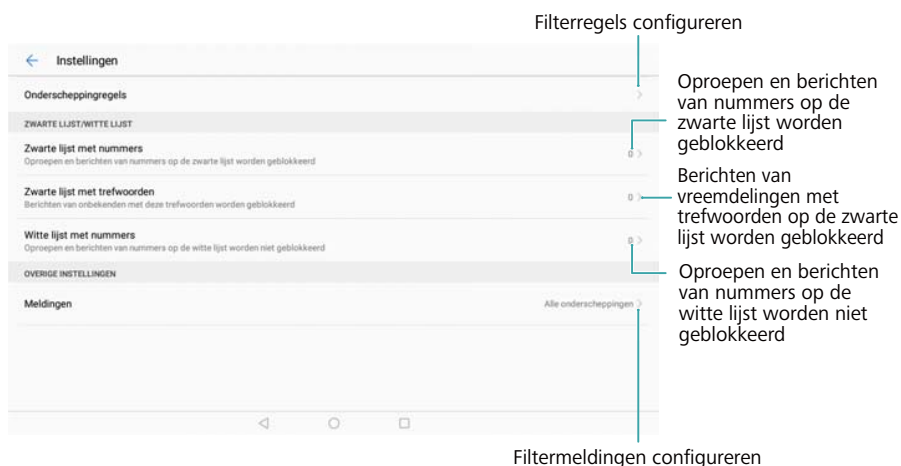 Filterregels configureren
Instellingen
Onderscheppingregels
ZWARTE LIJST/WITTE LIJST
Zwarte lijst met nummers
Oproepen en berichten van nummers op de zwarte lijst worden geblokkeerd
0
Zwarte lijst met trefwoorden
Berichten van onbekenden met deze trefwoorden worden geblokkeerd
0
Witte lijst met nummers
Oproepen en berichten van nummers op de witte lijst worden niet geblokkeerd
0
OVERIGE INSTELLINGEN
Meldingen
Alle onderscheppingen
Oproepen en berichten
van nummers op de
zwarte lijst worden
geblokkeerd
Berichten van
vreemdelingen met
trefwoorden op de zwarte
lijst worden geblokkeerd
Oproepen en berichten
van nummers op de
witte lijst worden niet
geblokkeerd
Filtermeldingen configureren